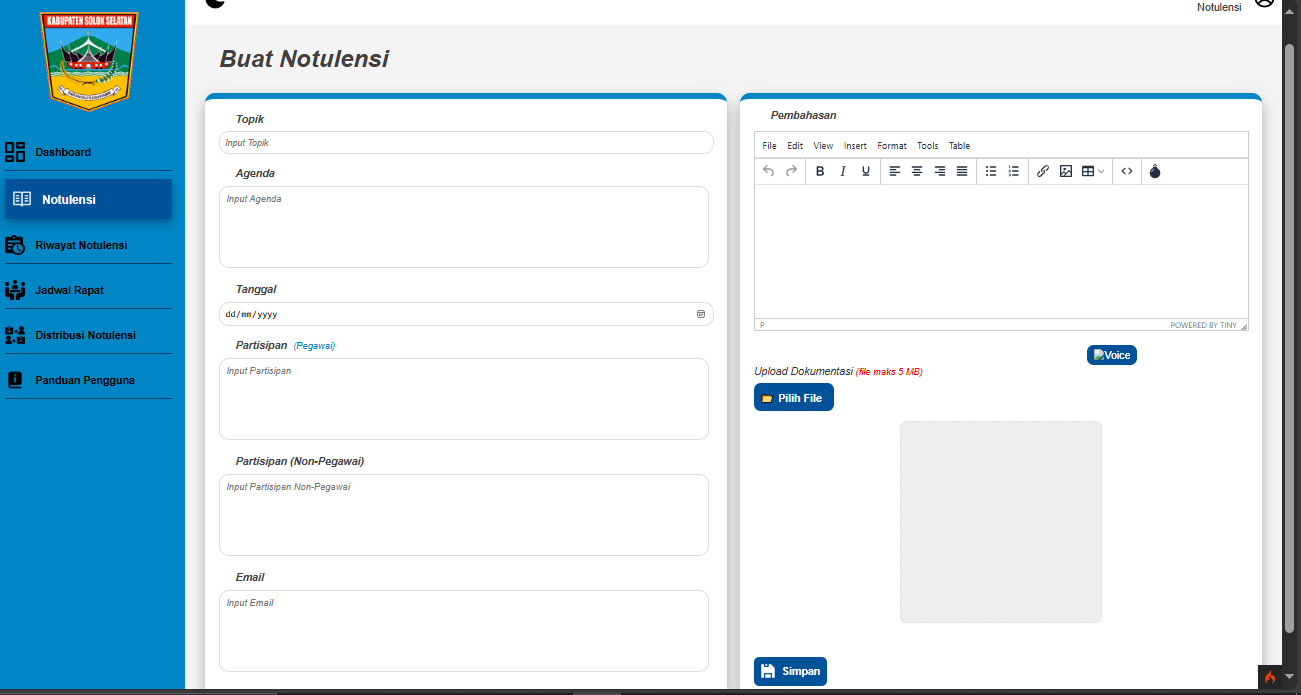 KABUPATEN SOLOK SELATAN
Dashboard
Notulensi
Riwayat Notulensi
Jadwal Rapat
Distribusi Notulensi
Panduan Pengguna
Notulensi
Buat Notulensi
Topik
Input Topik
Agenda
Input Agenda
Tanggal
dd/mm/yyyy
Partisipan (Pegawai)
Input Partisipan
Partisipan (Non-Pegawai)
Input Partisipan Non-Pegawai
Email
Input Email
Pembahasan
File Edit View Insert Format Tools Table
B I U
P POWERED BY TINY
Voice
Upload Dokumentasi (file maks 5 MB)
Pilih File
Simpan